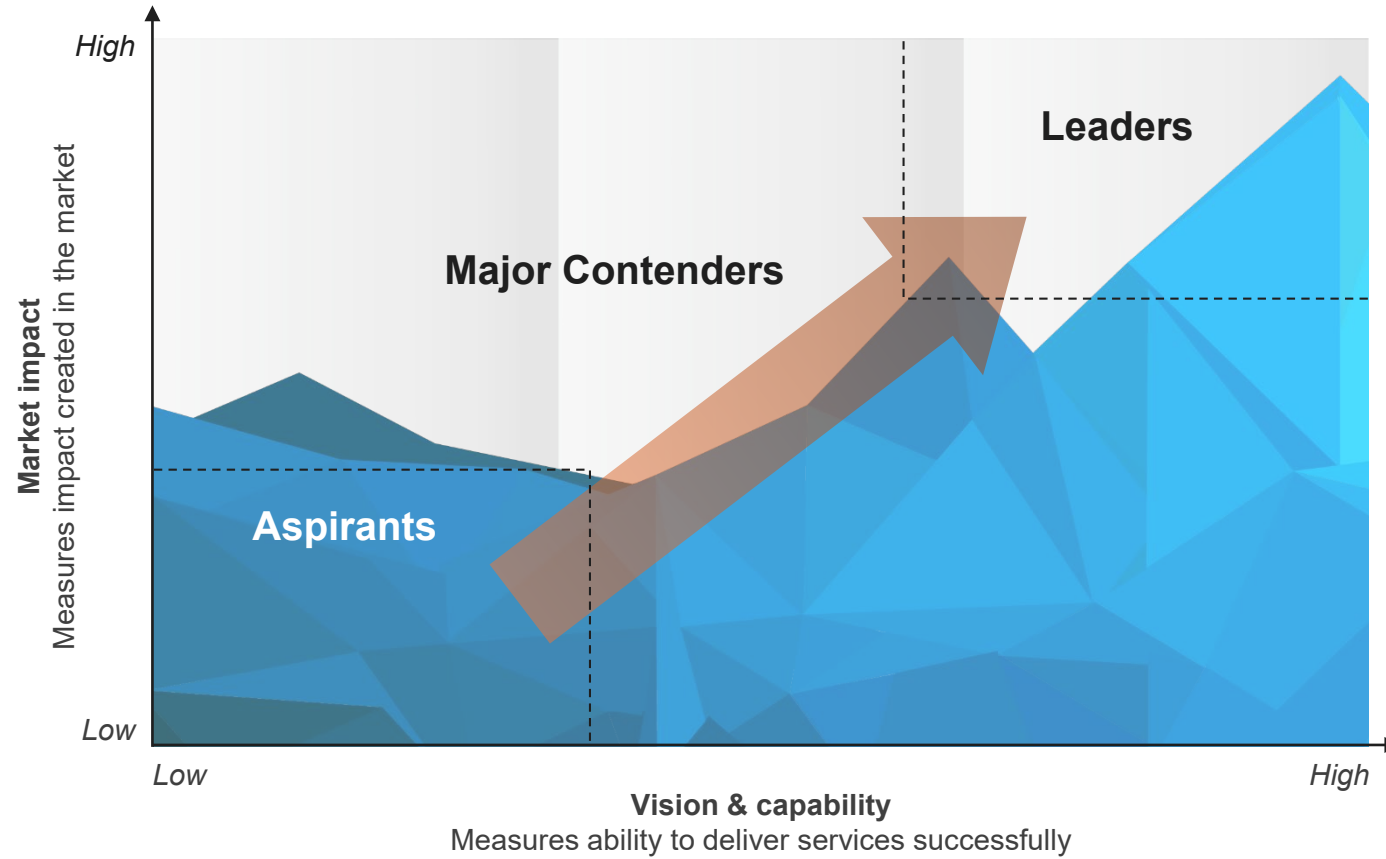 High
Leaders
Major Contenders
Market impact
Measures impact created in the market
Aspirants
Low
Low
High
Vision & capability
Measures ability to deliver services successfully